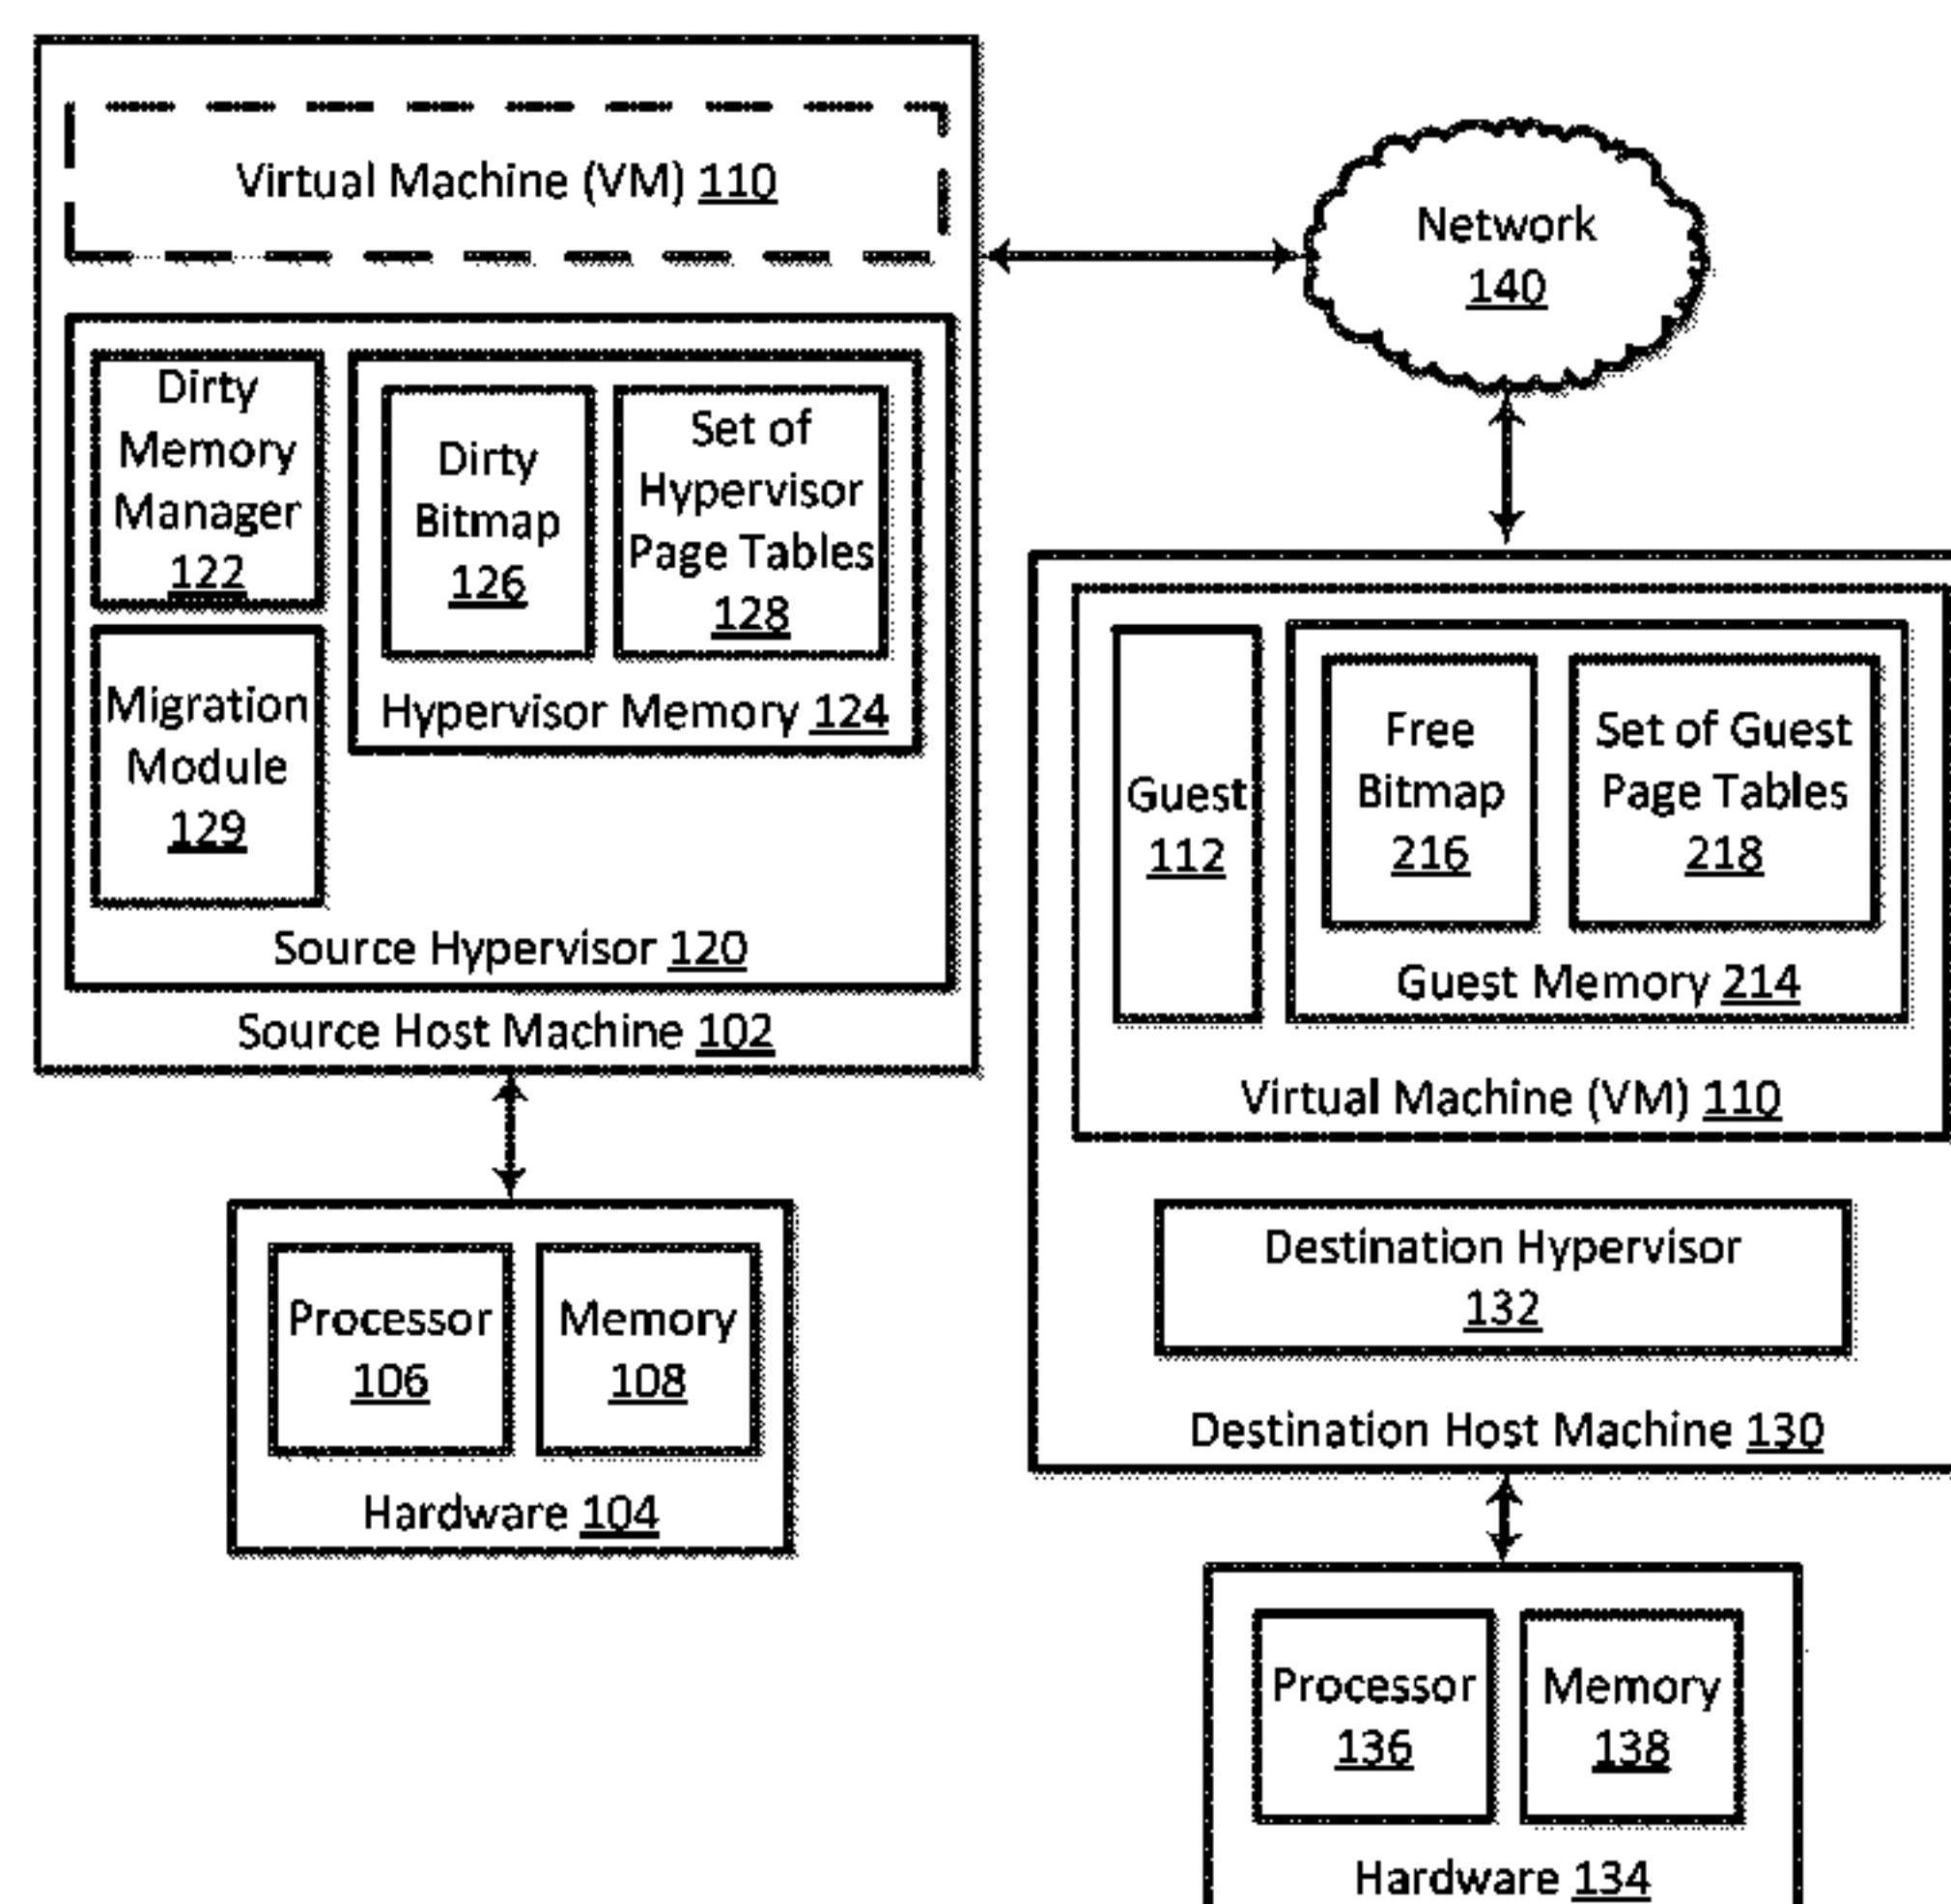 Virtual Machine (VM) 110
Dirty
Memory
Manager
122
Dirty
Bitmap
126
Set of
Hypervisor
Page Tables
128
Hypervisor Memory 124
Migration
Module
129
Source Hypervisor 120
Source Host Machine 102
Processor
106
Memory
108
Hardware 104
Network
140
Guest
112
Free
Bitmap
216
Set of Guest
Page Tables
218
Guest Memory 214
Virtual Machine (VM) 110
Destination Hypervisor
132
Destination Host Machine 130
Processor
136
Memory
138
Hardware 134